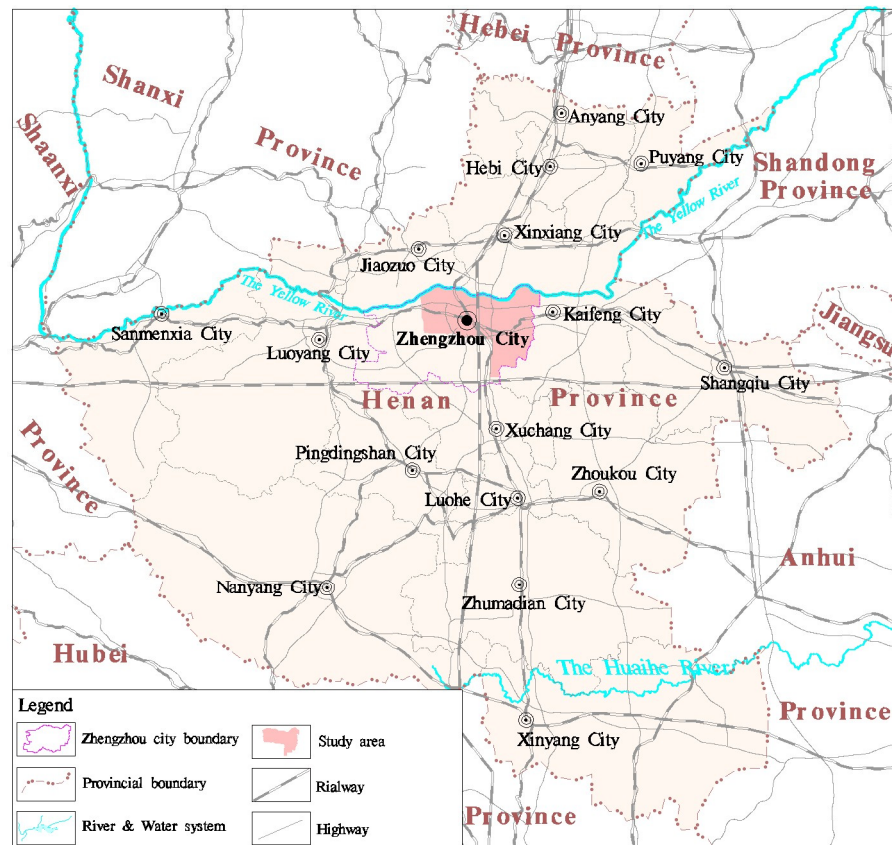 Hebei Province
Shanxi
Province
Shaanxi
Anyang City
Hebi City
Puyang City
Shandong
Province
The Yellow River
Xinxiang City
Jiaozuo City
The Yellow River
Sanmenxia City
Kaifeng City
Zhengzhou City
Jiangsu
Luoyang City
Shangqiu City
Henan Province
Xuchang City
Pingdingshan City
Zhoukou City
Luohe City
Province
Anhui
Nanyang City
Zhumadian City
Hubei
The Huaihe River
Province
Xinyang City
Province
Legend
Zhengzhou city boundary
Study area
Provincial boundary
Rialway
River & Water system
Highway